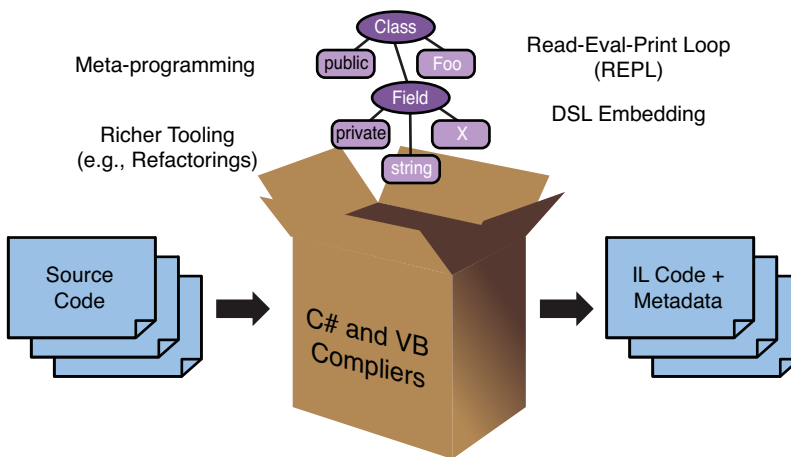 Class
public
Foo
Field
private
X
string
Meta-programming
Richer Tooling
(e.g., Refactorings)
Read-Eval-Print Loop
(REPL)
DSL Embedding
Source
Code
C# and VB
Compliers
IL Code +
Metadata